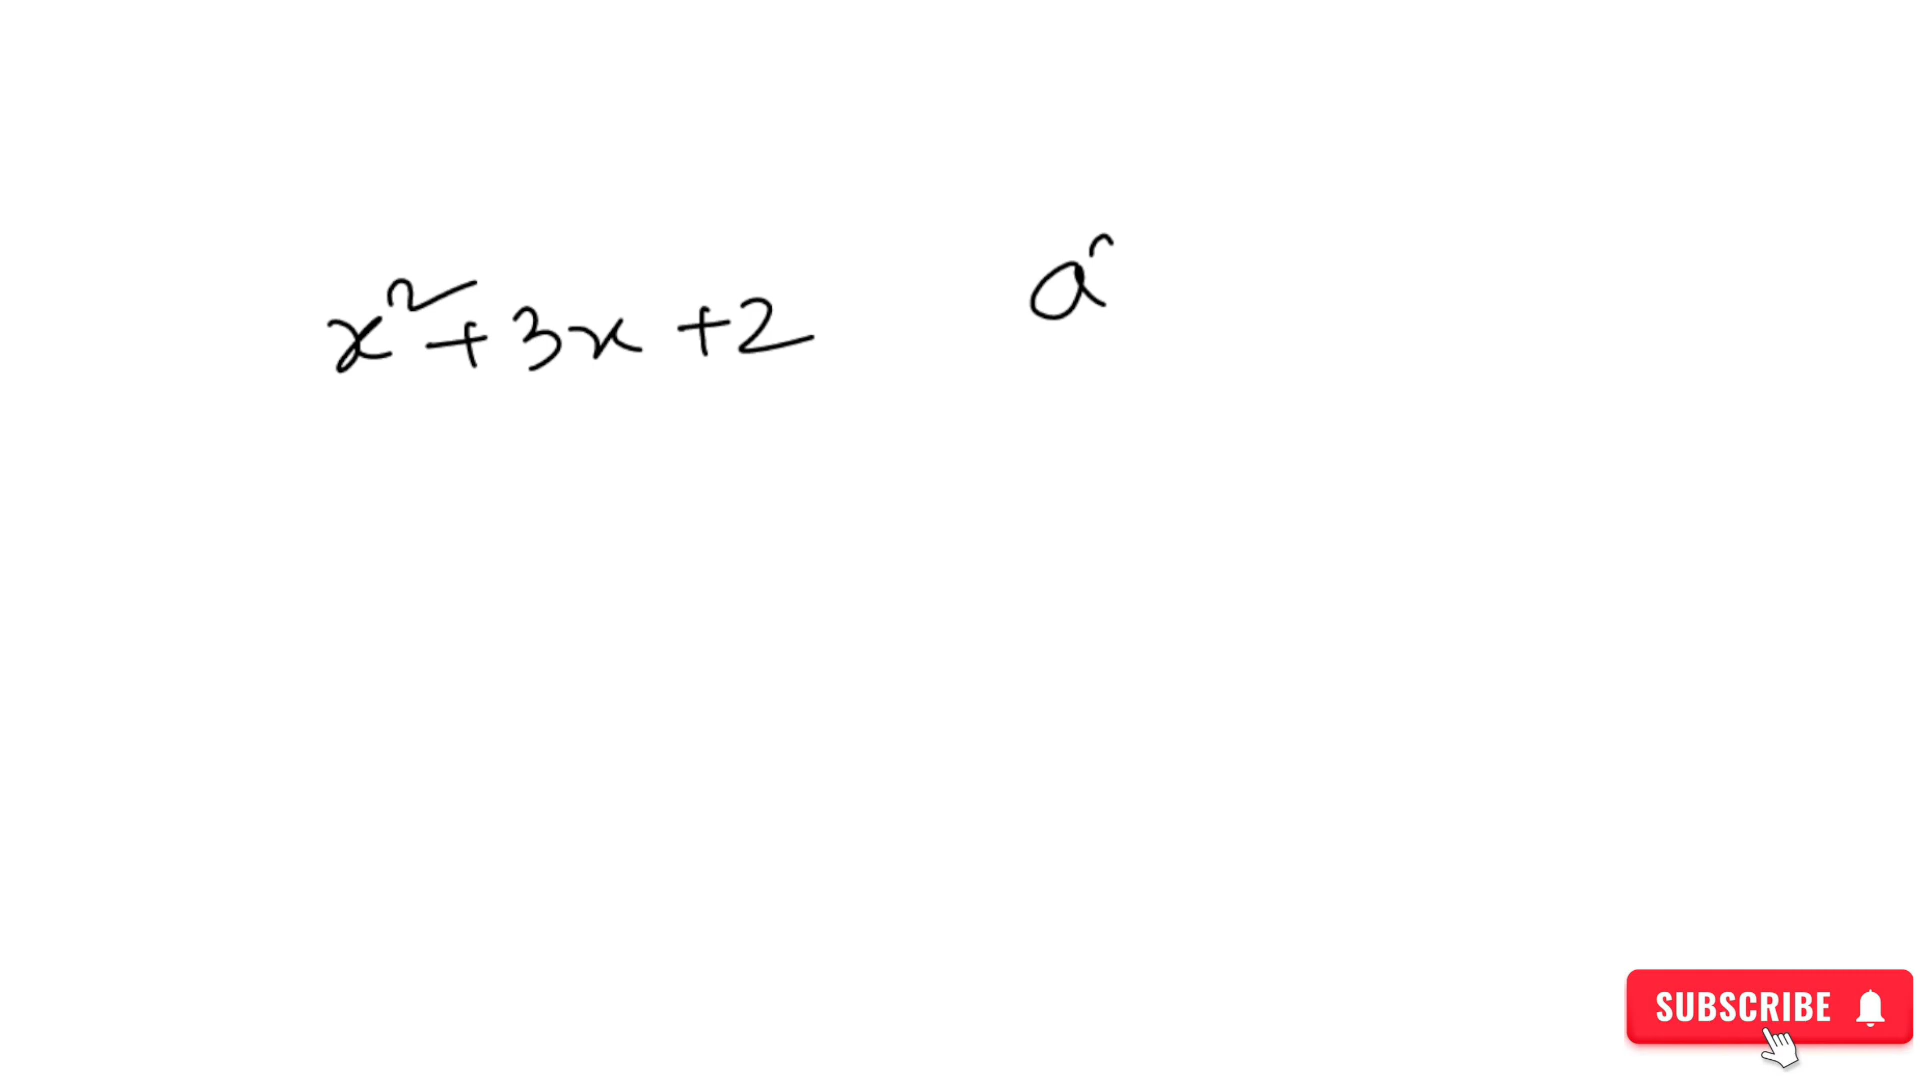 x² + 3x + 2
a
SUBSCRIBE